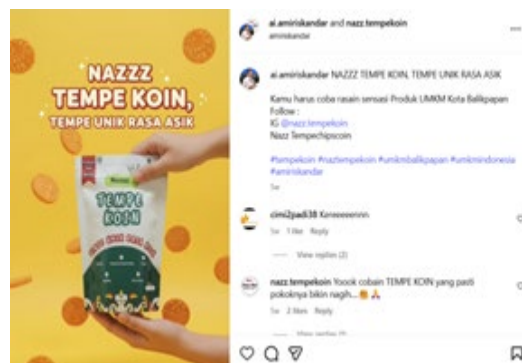 NAZZZ
TEMPE KOIN,
TEMPE UNIK RASA ASIK
TEMPE
KOIN
ai.amiriskandar and nazz.tempekoin
amiriskandar
ai.amiriskandar NAZZZ TEMPE KOIN, TEMPE UNIK RASA ASIK
Kamu harus coba rasain sensasi Produk UMKM Kota Balikpapan
Follow :
IG @nazz.tempekoin
Nazz Tempechipscoin
#tempekoin #naztempekoin #umkmbalikpapan #umkmindonesia
#amiriskandar
5w
cimi2padi38 Kereeeeennn
5w 1 like Reply
View replies (2)
nazz.tempekoin Yoook cobain TEMPE KOIN yang pasti
pokoknya bikin nagih...
5w 2 likes Reply
View replies